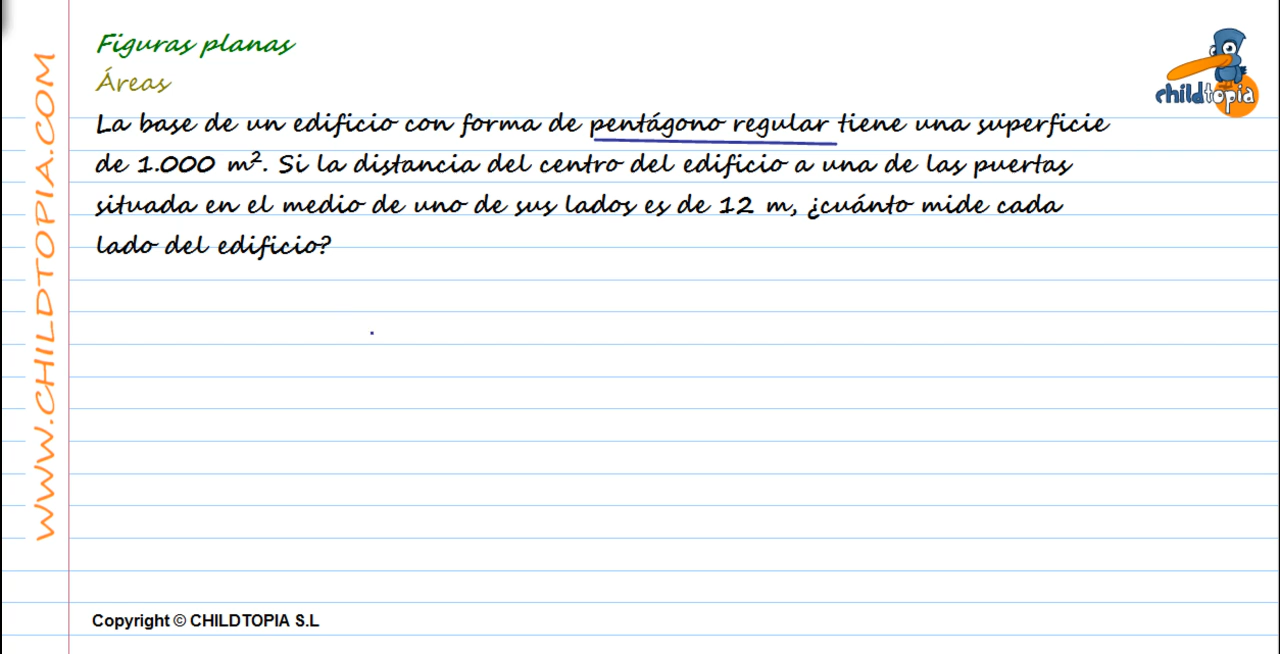 WWW.CHILDTOPIA.COM
Figuras planas
childtopia
Áreas
La base de un edificio con forma de pentágono regular tiene una superficie
de 1.000 m². Si la distancia del centro del edificio a una de las puertas
situada en el medio de uno de sus lados es de 12 m, ¿cuánto mide cada
lado del edificio?
Copyright © CHILDTOPIA S.L